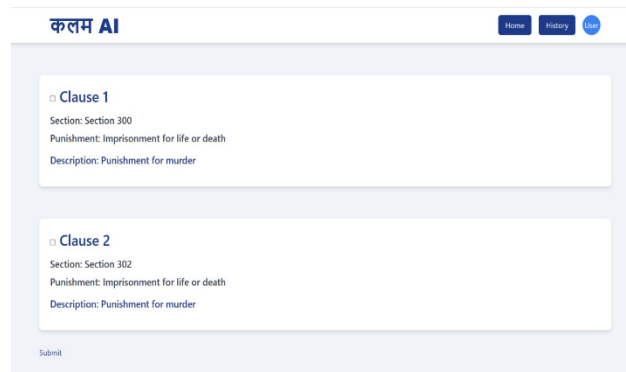 कलम AI
Home History User
Clause 1
Section: Section 300
Punishment: Imprisonment for life or death
Description: Punishment for murder
Clause 2
Section: Section 302
Punishment: Imprisonment for life or death
Description: Punishment for murder
Submit